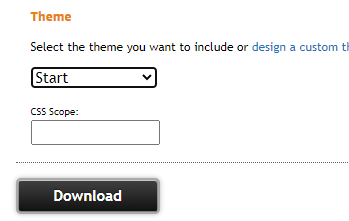 Theme
Select the theme you want to include or design a custom
Start
CSS Scope:
Download